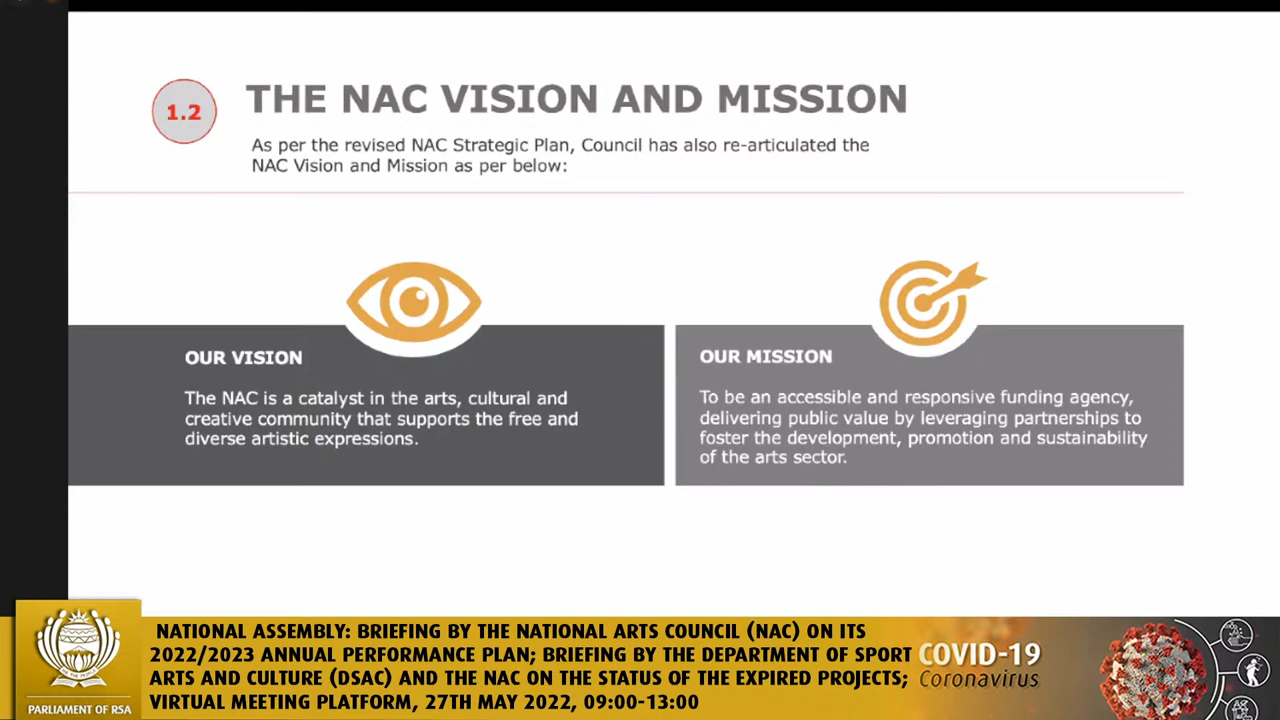 1.2
THE NAC VISION AND MISSION
As per the revised NAC Strategic Plan, Council has also re-articulated the
NAC Vision and Mission as per below:
OUR VISION
The NAC is a catalyst in the arts, cultural and
creative community that supports the free and
diverse artistic expressions.
OUR MISSION
To be an accessible and responsive funding agency,
delivering public value by leveraging partnerships to
foster the development, promotion and sustainability
of the arts sector.
PARLIAMENT OF RSA
NATIONAL ASSEMBLY: BRIEFING BY THE NATIONAL ARTS COUNCIL (NAC) ON ITS
2022/2023 ANNUAL PERFORMANCE PLAN; BRIEFING BY THE DEPARTMENT OF SPORT
ARTS AND CULTURE (DSAC) AND THE NAC ON THE STATUS OF THE EXPIRED PROJECTS;
VIRTUAL MEETING PLATFORM, 27TH MAY 2022, 09:00-13:00
COVID-19
Coronavirus